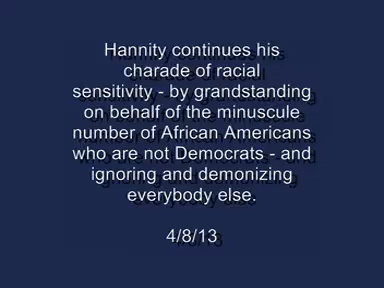 Hannity continues his
charade of racial
sensitivity - by grandstanding
on behalf of the minuscule
number of African Americans
who are not Democrats - and
ignoring and demonizing
everybody else.
4/8/13